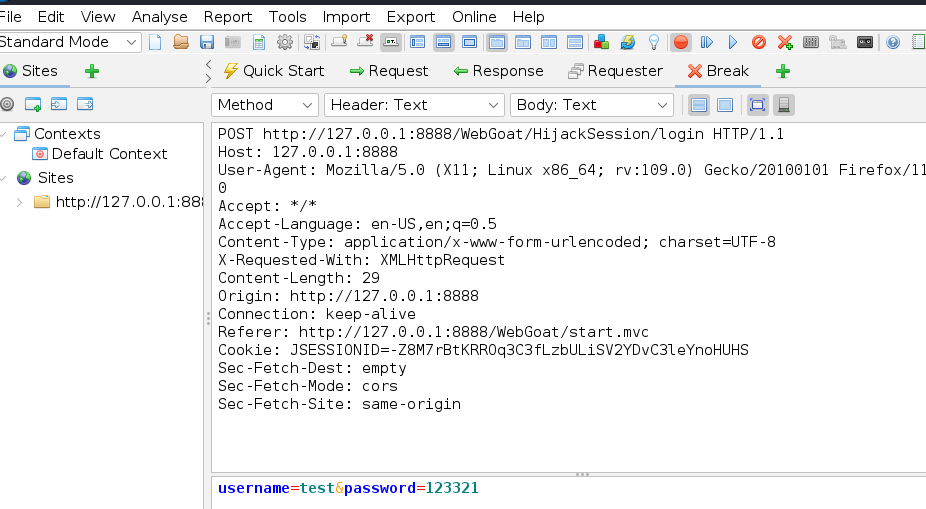 File Edit View Analyse Report Tools Import Export Online Help
Standard Mode
Sites Quick Start Request Response Requester Break
Method Header: Text Body: Text
Contexts
Default Context
Sites
http://127.0.0.1:888
POST http://127.0.0.1:8888/WebGoat/HijackSession/login HTTP/1.1
Host: 127.0.0.1:8888
User-Agent: Mozilla/5.0 (X11; Linux x86_64; rv:109.0) Gecko/20100101 Firefox/11
0
Accept: */*
Accept-Language: en-US,en;q=0.5
Content-Type: application/x-www-form-urlencoded; charset=UTF-8
X-Requested-With: XMLHttpRequest
Content-Length: 29
Origin: http://127.0.0.1:8888
Connection: keep-alive
Referer: http://127.0.0.1:8888/WebGoat/start.mvc
Cookie: JSESSIONID=-Z8M7rBtKRROq3C3fLzbULiSV2YDvC3leYnoHUHS
Sec-Fetch-Dest: empty
Sec-Fetch-Mode: cors
Sec-Fetch-Site: same-origin
username=test&password=123321